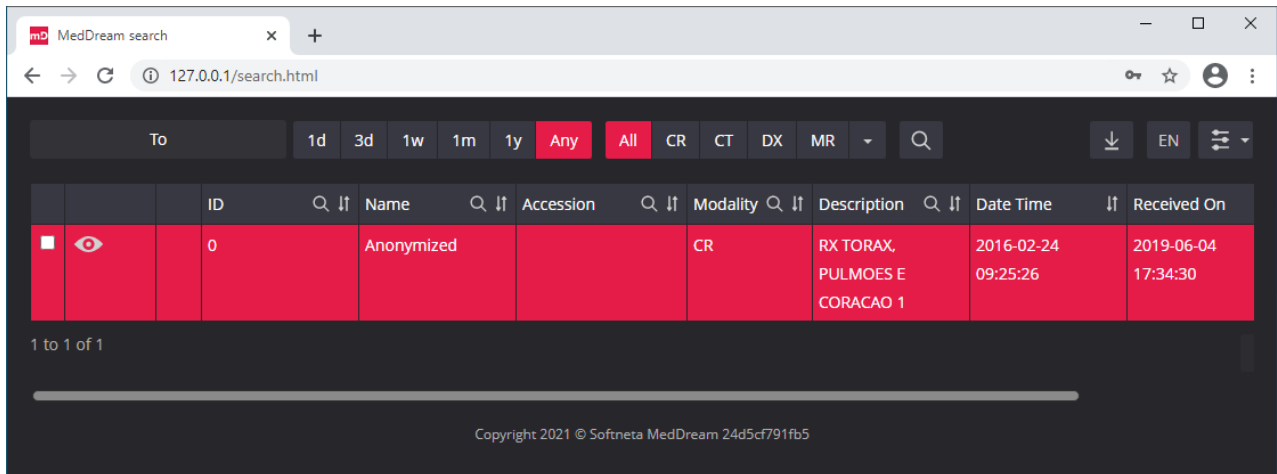 mD MedDream search
127.0.0.1/search.html
To 1d 3d 1w 1m 1y Any All CR CT DX MR EN
ID Name Accession Modality Description Date Time Received On
0 Anonymized CR RX TORAX, 2016-02-24 2019-06-04
PULMOES E 09:25:26 17:34:30
CORACAO 1
1 to 1 of 1
Copyright 2021 © Softneta MedDream 24d5cf791fb5